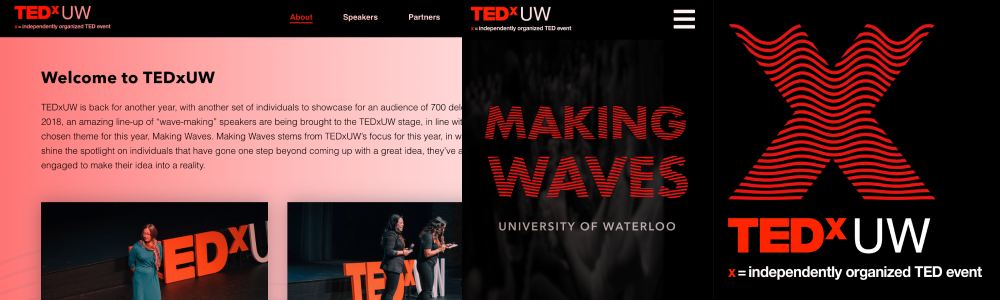 TEDxUW
x = independently organized TED event
About Speakers Partners
Welcome to TEDxUW
TEDxUW is back for another year, with another set of individuals to showcase for an audience of 700 dele
2018, an amazing line-up of “wave-making” speakers are being brought to the TEDxUW stage, in line wit
chosen theme for this year, Making Waves. Making Waves stems from TEDxUW’s focus for this year, in w
shine the spotlight on individuals that have gone one step beyond coming up with a great idea, they’ve a
engaged to make their idea into a reality.
TEDxU
TEDx
TEDxUW
x = independently organized TED event
MAKING
WAVES
UNIVERSITY OF WATERLOO
X
TEDxUW
x = independently organized TED event